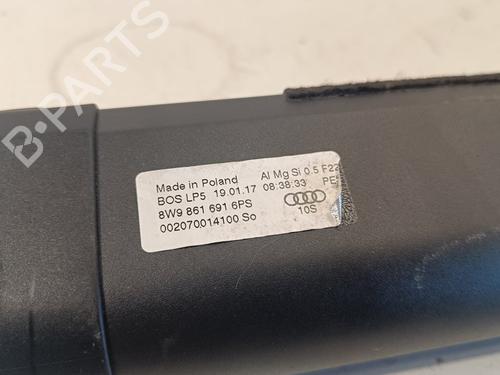 B-PARTS
Made in Poland Al Mg Si 0.5 F22
BOS LP5 19.01.17 08:38:33
8W9 861 691 6PS
002070014100 So 10S